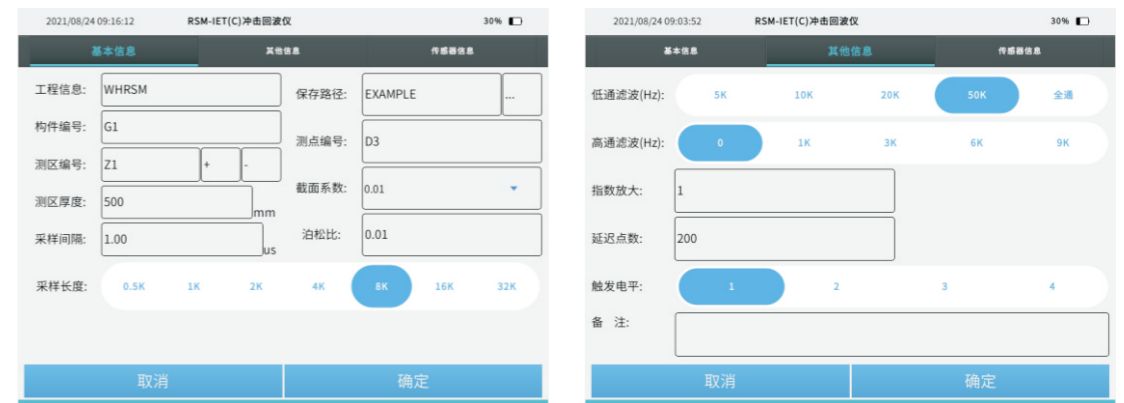 2021/08/24 09:16:12 RSM-IET(C)冲击回波仪 30%
基本信息 其他信息 传感器信息
工程信息: WHRSM 保存路径: EXAMPLE ...
构件编号: G1 测点编号: D3
测区编号: Z1 + -
测区厚度: 500 mm 截面系数: 0.01
采样间隔: 1.00 us 泊松比: 0.01
采样长度: 0.5K 1K 2K 4K 8K 16K 32K
取消 确定
2021/08/24 09:03:52 RSM-IET(C)冲击回波仪 30%
基本信息 其他信息 传感器信息
低通滤波(Hz): 5K 10K 20K 50K 全通
高通滤波(Hz): 0 1K 3K 6K 9K
指数放大: 1
延迟点数: 200
触发电平: 1 2 3 4
备 注:
取消 确定